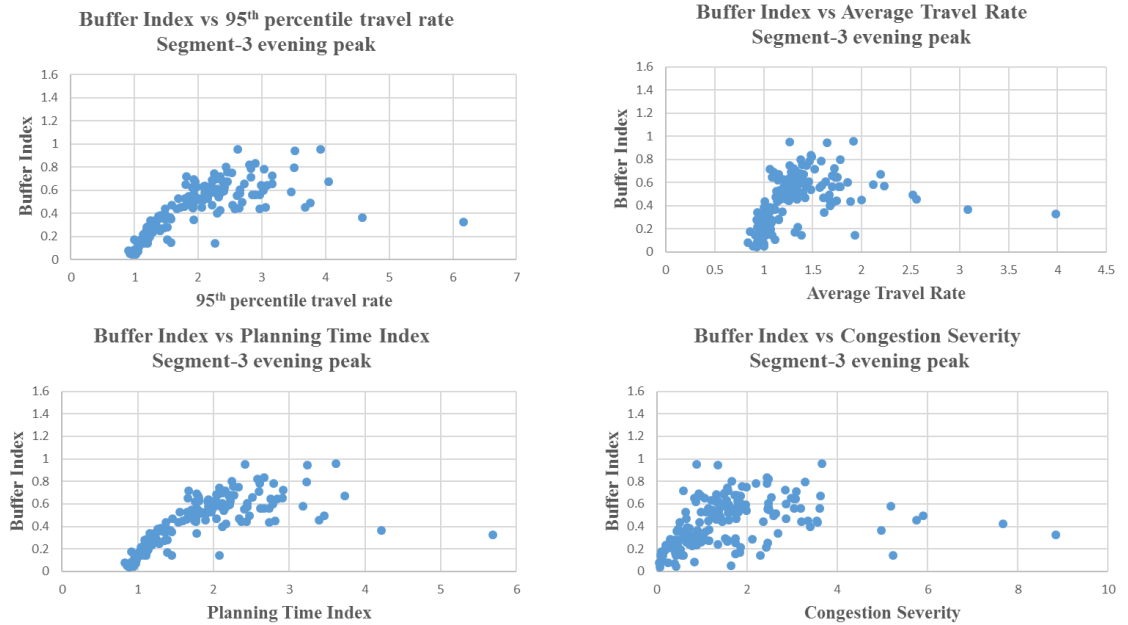 Buffer Index vs 95th percentile travel rate
Segment-3 evening peak
1.6
1.4
1.2
1
0.8
0.6
0.4
0.2
0
Buffer Index
0 1 2 3 4 5 6 7
95th percentile travel rate
Buffer Index vs Average Travel Rate
Segment-3 evening peak
1.6
1.4
1.2
1
0.8
0.6
0.4
0.2
0
Buffer Index
0 0.5 1 1.5 2 2.5 3 3.5 4 4.5
Average Travel Rate
Buffer Index vs Planning Time Index
Segment-3 evening peak
1.6
1.4
1.2
1
0.8
0.6
0.4
0.2
0
Buffer Index
0 1 2 3 4 5 6
Planning Time Index
Buffer Index vs Congestion Severity
Segment-3 evening peak
1.6
1.4
1.2
1
0.8
0.6
0.4
0.2
0
Buffer Index
0 2 4 6 8 10
Congestion Severity